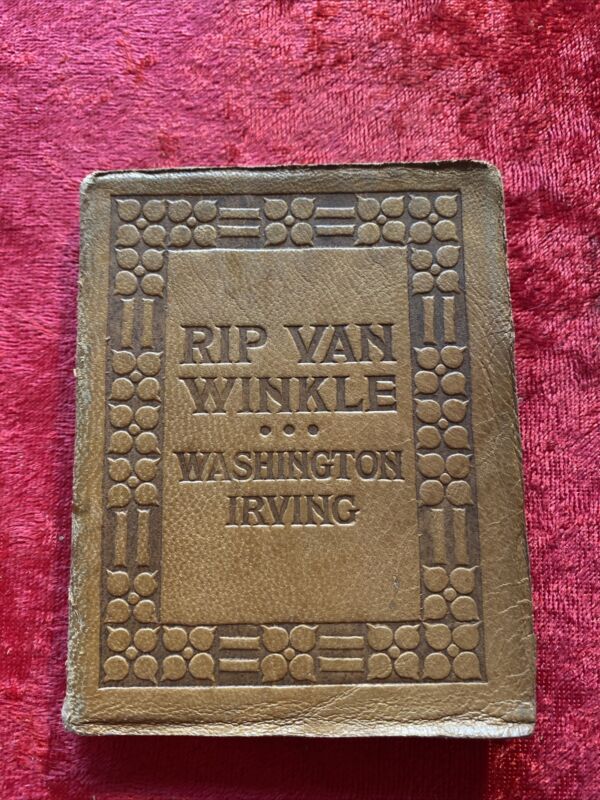 RIP VAN
WINKLE
•••
WASHINGTON
IRVING